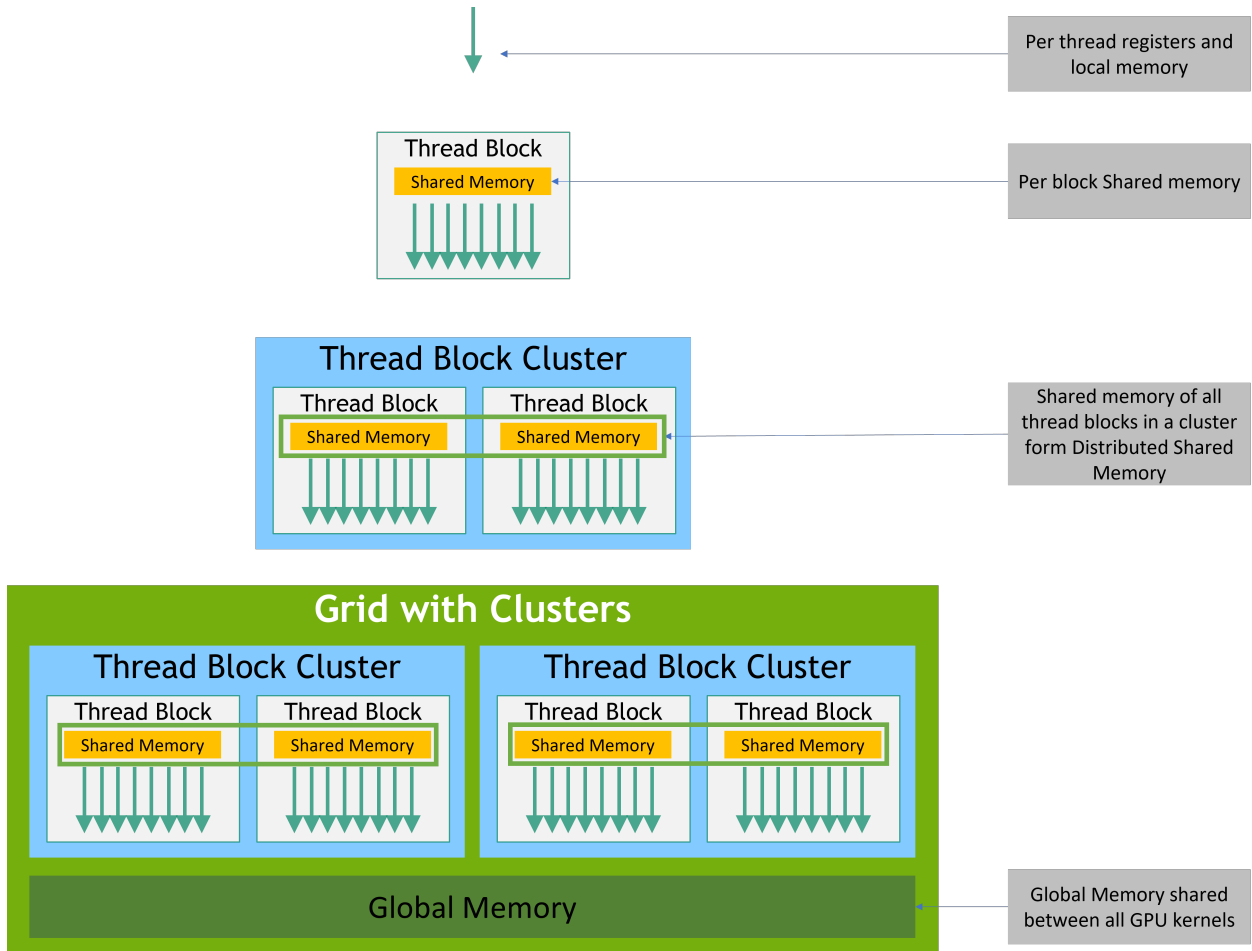 Per thread registers and
local memory
Thread Block
Shared Memory
Per block Shared memory
Thread Block Cluster
Thread Block
Thread Block
Shared Memory
Shared Memory
Shared memory of all
thread blocks in a cluster
form Distributed Shared
Memory
Grid with Clusters
Thread Block Cluster
Thread Block Cluster
Thread Block
Thread Block
Thread Block
Thread Block
Shared Memory
Shared Memory
Shared Memory
Shared Memory
Global Memory
Global Memory shared
between all GPU kernels